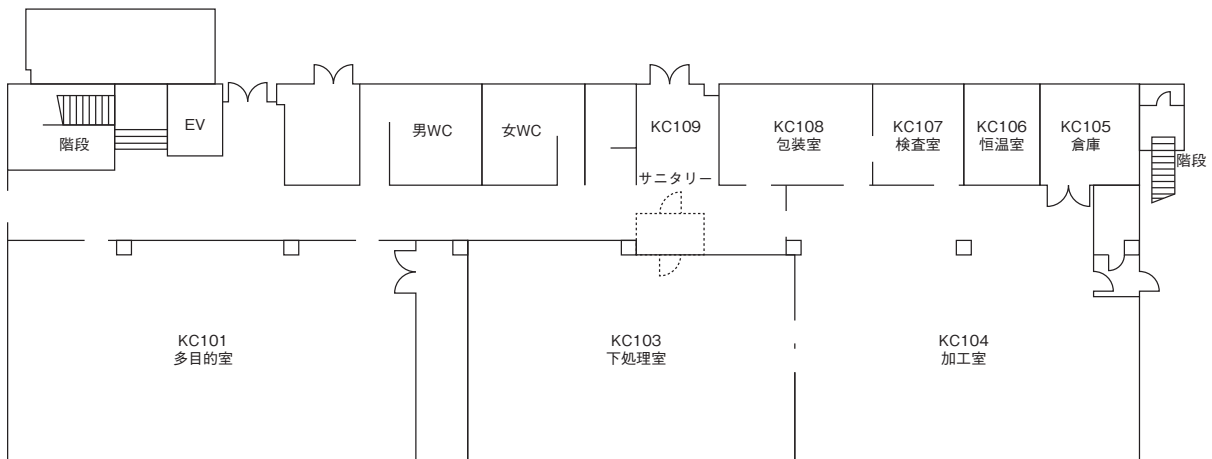 階段
EV
男WC
女WC
KC109
KC108
包装室
KC107
検査室
KC106
恒温室
KC105
倉庫
階段
サニタリー
KC101
多目的室
KC103
下処理室
KC104
加工室